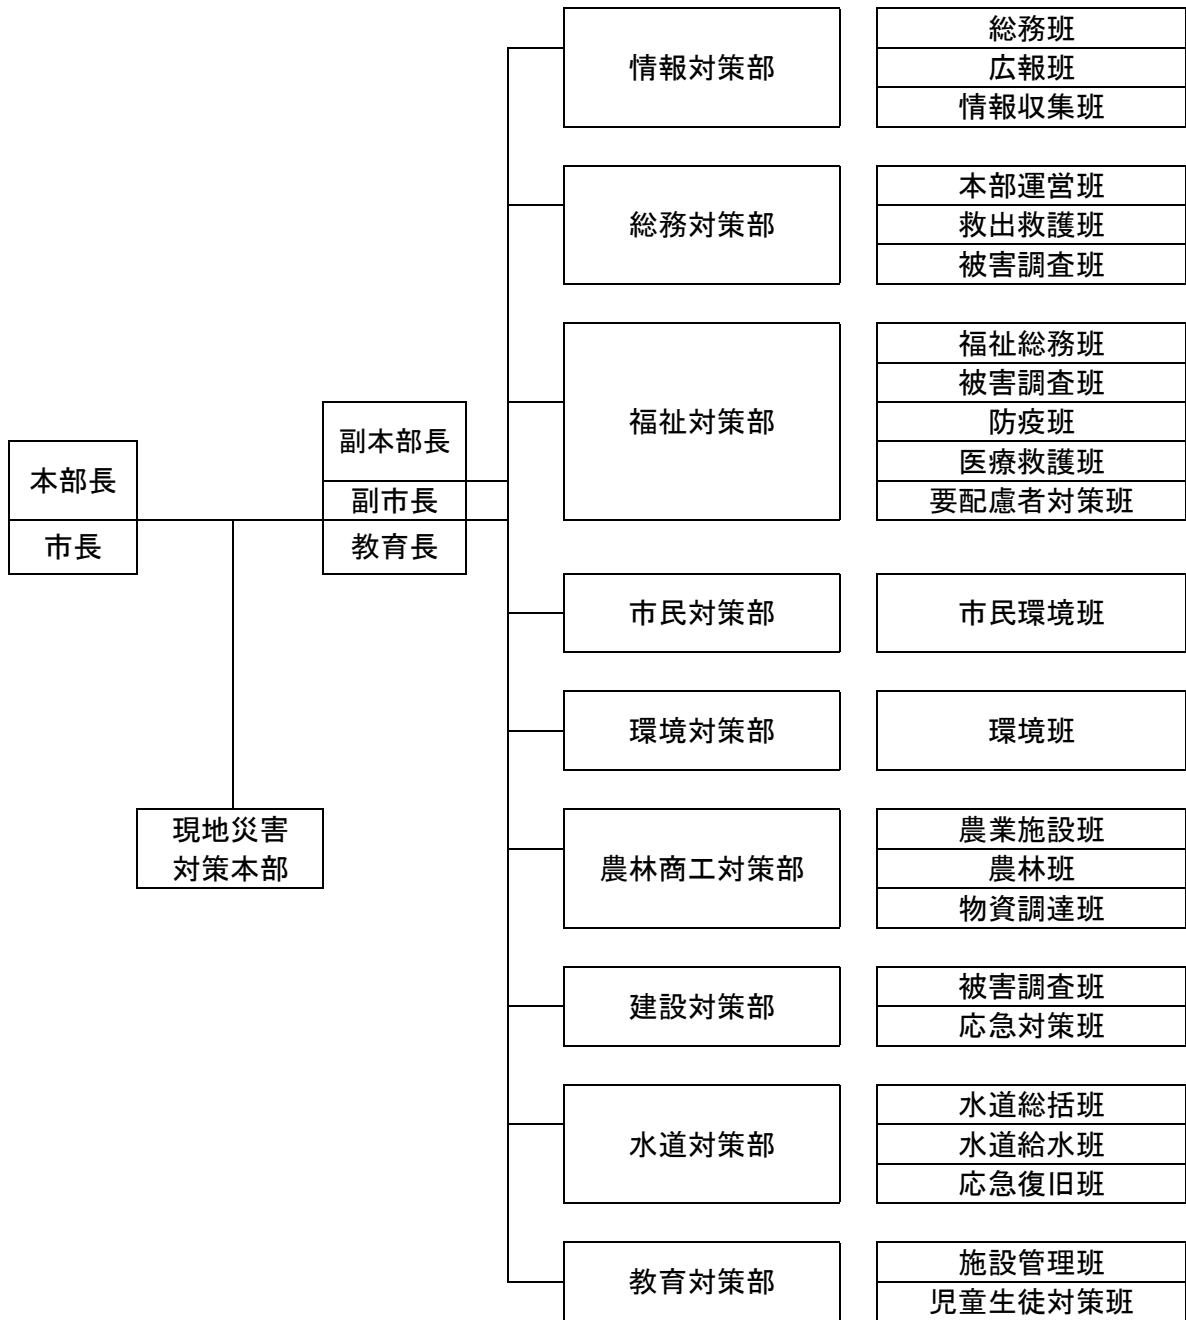 本部長
市長
副本部長
副市長
教育長
現地災害
対策本部
情報対策部
総務班
広報班
情報収集班
総務対策部
本部運営班
救出救護班
被害調査班
福祉対策部
福祉総務班
被害調査班
防疫班
医療救護班
要配慮者対策班
市民対策部
市民環境班
環境対策部
環境班
農林商工対策部
農業施設班
農林班
物資調達班
建設対策部
被害調査班
応急対策班
水道対策部
水道総括班
水道給水班
応急復旧班
教育対策部
施設管理班
児童生徒対策班